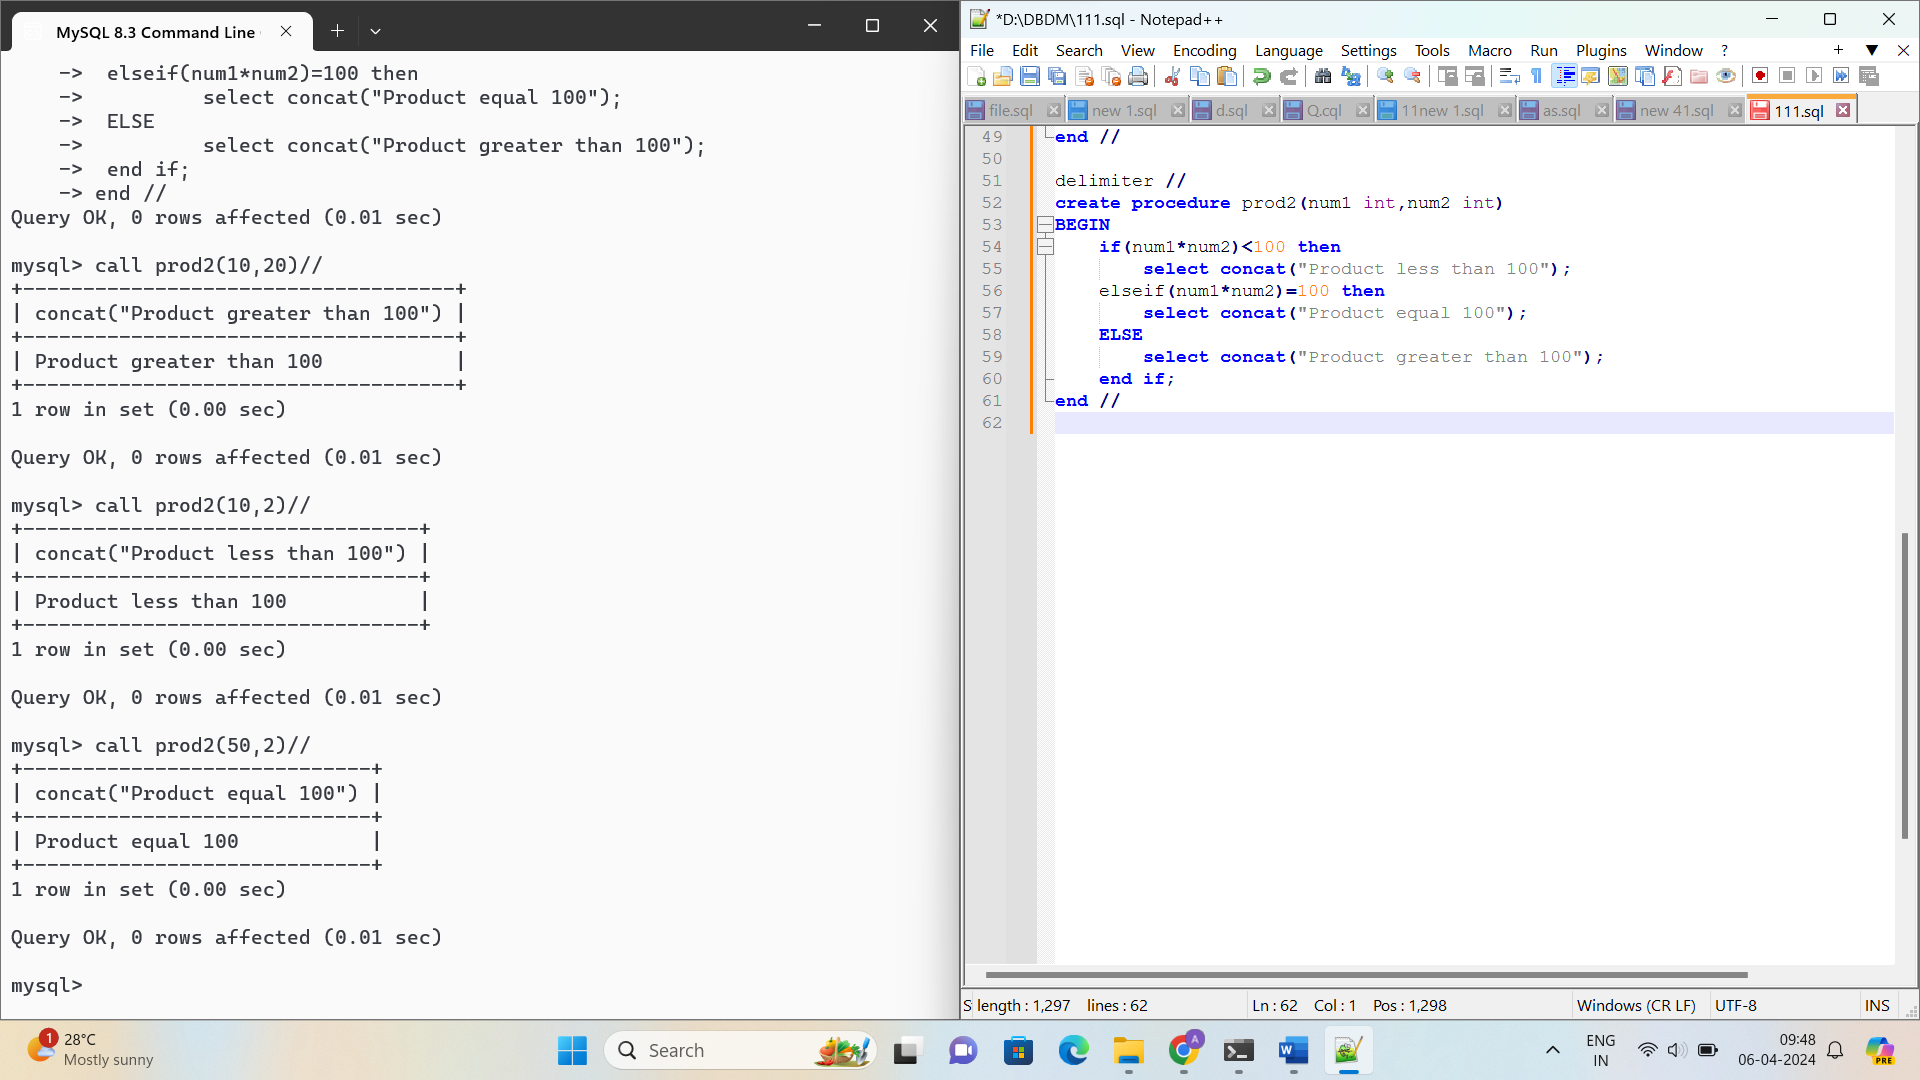 MySQL 8.3 Command Line
-> elseif(num1*num2)=100 then
-> select concat("Product equal 100");
-> ELSE
-> select concat("Product greater than 100");
-> end if;
-> end //
Query OK, 0 rows affected (0.01 sec)
mysql> call prod2(10,20)//
+------------------------------------+
| concat("Product greater than 100") |
+------------------------------------+
| Product greater than 100           |
+------------------------------------+
1 row in set (0.00 sec)
Query OK, 0 rows affected (0.01 sec)
mysql> call prod2(10,2)//
+---------------------------------+
| concat("Product less than 100") |
+---------------------------------+
| Product less than 100           |
+---------------------------------+
1 row in set (0.00 sec)
Query OK, 0 rows affected (0.01 sec)
mysql> call prod2(50,2)//
+-----------------------------+
| concat("Product equal 100") |
+-----------------------------+
| Product equal 100           |
+-----------------------------+
1 row in set (0.00 sec)
Query OK, 0 rows affected (0.01 sec)
mysql>
*D:\DBDM\111.sql - Notepad++
File Edit Search View Encoding Language Settings Tools Macro Run Plugins Window ?
file.sql new 1.sql d.sql Q.cql 11new 1.sql as.sql new 41.sql 111.sql
49 end //
50
51 delimiter //
52 create procedure prod2(num1 int,num2 int)
53 BEGIN
54 if(num1*num2)<100 then
55 select concat("Product less than 100");
56 elseif(num1*num2)=100 then
57 select concat("Product equal 100");
58 ELSE
59 select concat("Product greater than 100");
60 end if;
61 end //
62
S length : 1,297 lines : 62 Ln : 62 Col : 1 Pos : 1,298 Windows (CR LF) UTF-8 INS
1
28°C
Mostly sunny
Search
A
W
ENG
IN
09:48
06-04-2024
PRE